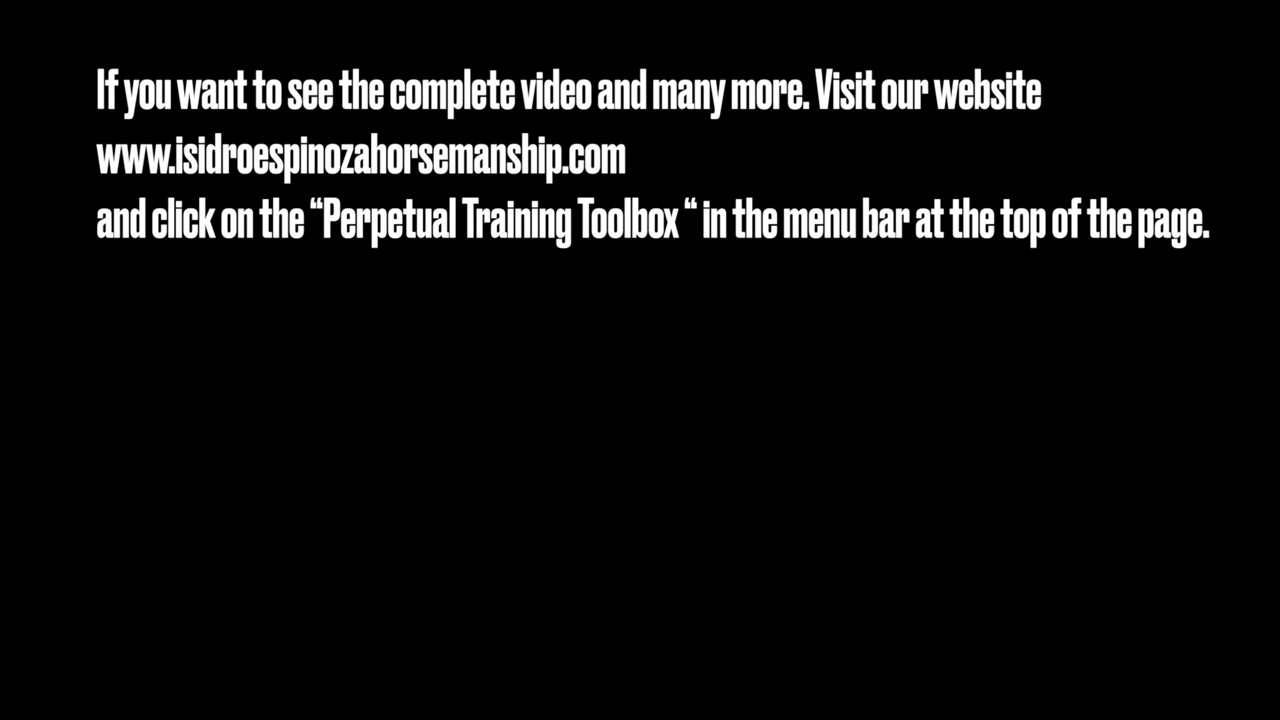 If you want to see the complete video and many more. Visit our website
www.isidroespinozahorsemanship.com
and click on the “Perpetual Training Toolbox “ in the menu bar at the top of the page.